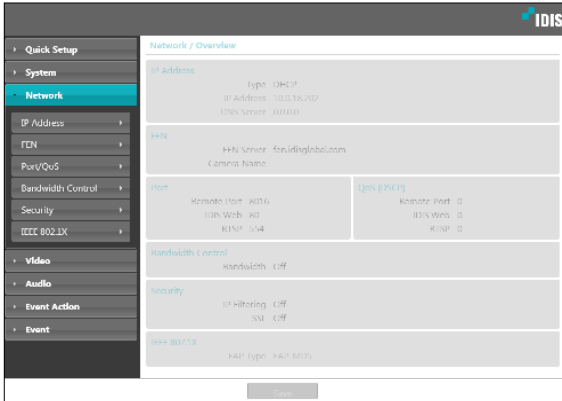 IDIS
Quick Setup
System
Network
IP Address
FEN
Port/QoS
Bandwidth Control
Security
IEEE 802.1X
Video
Audio
Event Action
Event
Network / Overview
IP Address
Type DHCP
IP Address
DNS Server
FEN
FEN Server fen.idisglobal.com
Camera Name
Port
Remote Port 8016
IDIS Web 80
RTSP 554
QoS (DSCP)
Remote Port 0
IDIS Web 0
RTSP 0
Bandwidth Control
Bandwidth Off
Security
IP Filtering Off
SSL Off
IEEE 802.1X
EAP Type EAP-MD5
Save